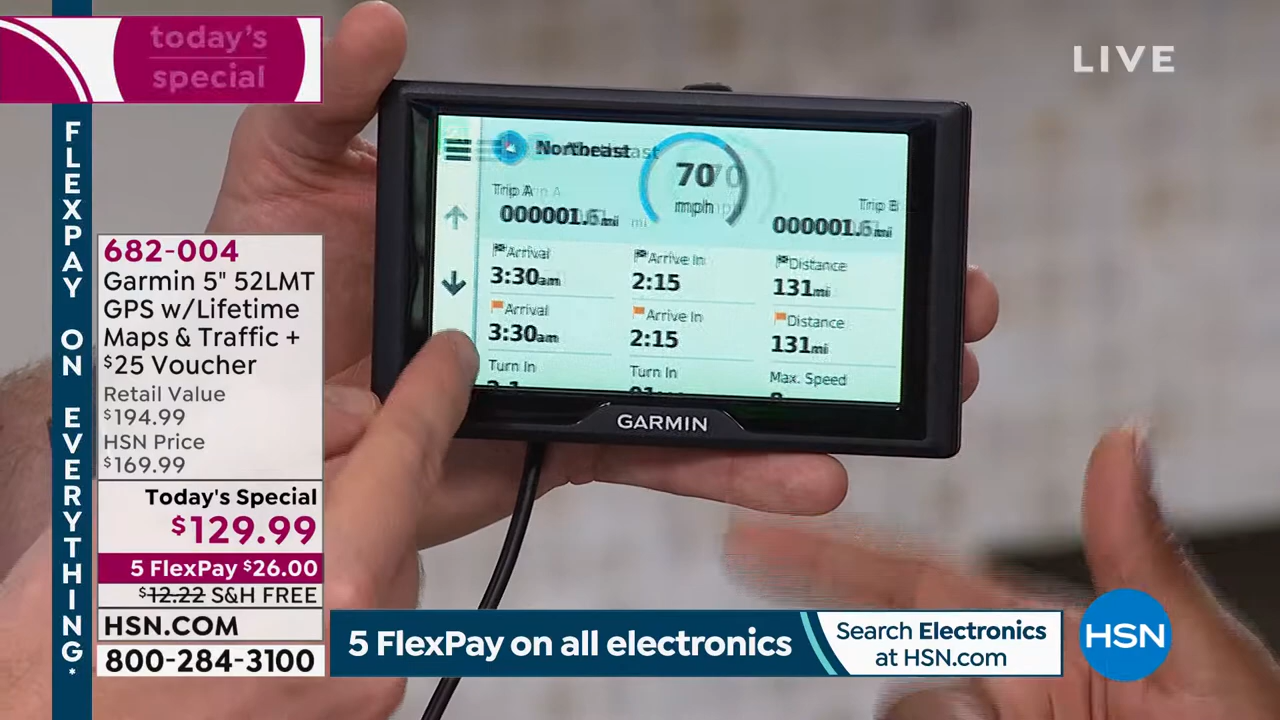 today's
special
LIVE
FLEXPAY ON EVERYTHING*
682-004
Garmin 5" 52LMT
GPS w/Lifetime
Maps & Traffic +
$25 Voucher
Retail Value
$194.99
HSN Price
$169.99
Today's Special
$129.99
5 FlexPay $26.00
$12.22 S&H FREE
HSN.COM
800-284-3100
Northeast
70
mph
Trip A
000001.6mi
Trip B
000001.6mi
Arrival
Arrive In
Distance
3:30am
2:15
131mi
Arrival
Arrive In
Distance
3:30am
2:15
131mi
Turn In
Turn In
Max. Speed
GARMIN
5 FlexPay on all electronics
Search Electronics
at HSN.com
HSN